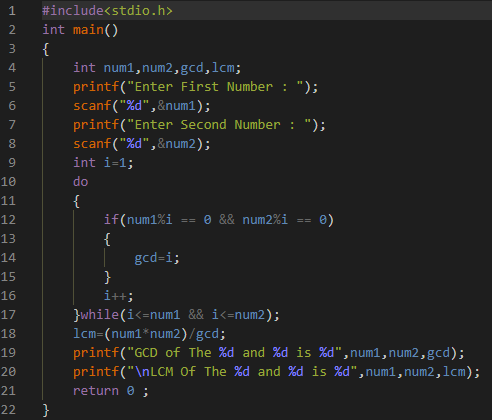 1 #include<stdio.h>
2 int main()
3 {
4 int num1,num2,gcd,lcm;
5 printf("Enter First Number : ");
6 scanf("%d",&num1);
7 printf("Enter Second Number : ");
8 scanf("%d",&num2);
9 int i=1;
10 do
11 {
12 if(num1%i == 0 && num2%i == 0)
13 {
14 gcd=i;
15 }
16 i++;
17 }while(i<=num1 && i<=num2);
18 lcm=(num1*num2)/gcd;
19 printf("GCD of The %d and %d is %d",num1,num2,gcd);
20 printf("\nLCM Of The %d and %d is %d",num1,num2,lcm);
21 return 0 ;
22 }